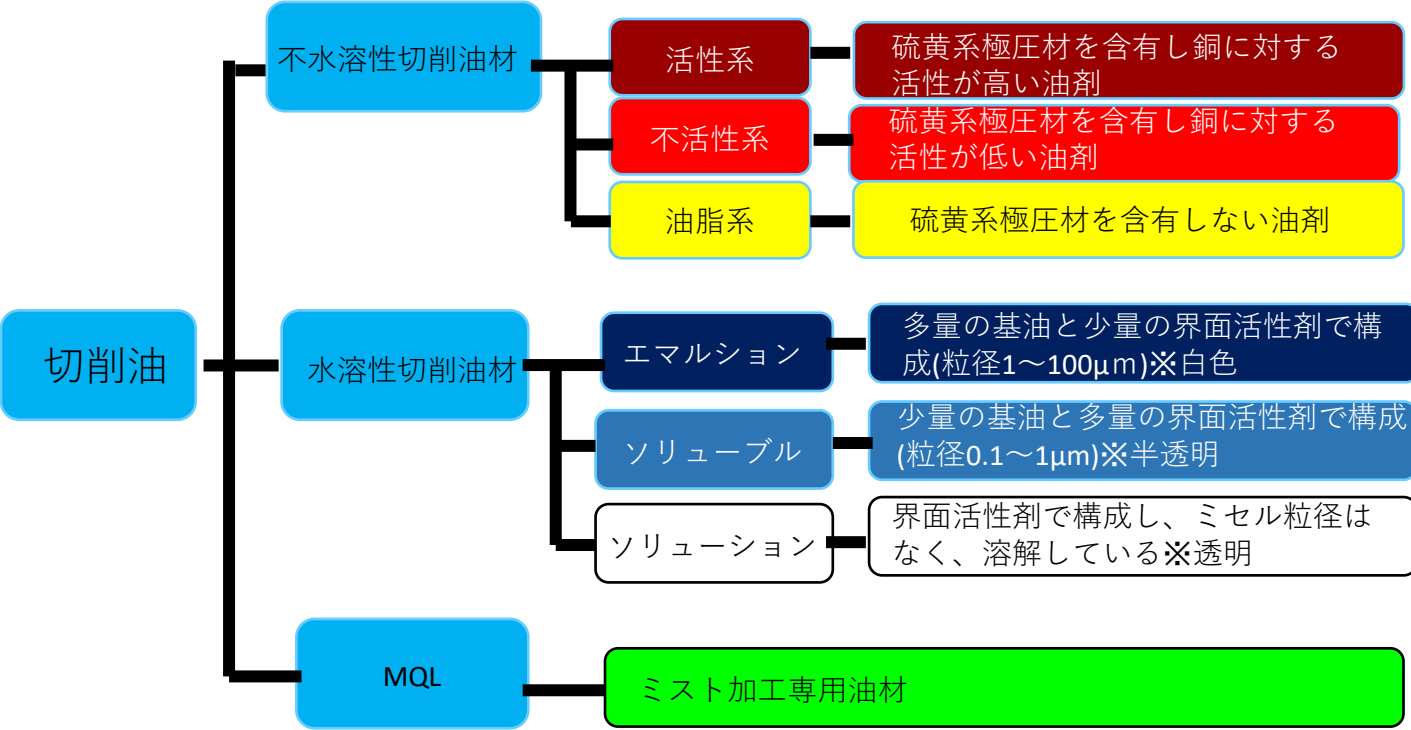 切削油
不水溶性切削油材
活性系
硫黄系極圧材を含有し銅に対する
活性が高い油剤
不活性系
硫黄系極圧材を含有し銅に対する
活性が低い油剤
油脂系
硫黄系極圧材を含有しない油剤
水溶性切削油材
エマルション
多量の基油と少量の界面活性剤で構
成(粒径1～100μm)※白色
ソリューブル
少量の基油と多量の界面活性剤で構成
(粒径0.1～1μm)※半透明
ソリューション
界面活性剤で構成し、ミセル粒径は
なく、溶解している※透明
MQL
ミスト加工専用油材